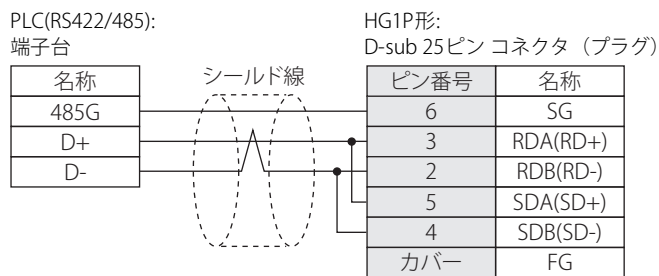 PLC(RS422/485):
端子台
HG1P形:
D-sub 25ピン コネクタ（プラグ）
シールド線
名称
485G
D+
D-
ピン番号 名称
6 SG
3 RDA(RD+)
2 RDB(RD-)
5 SDA(SD+)
4 SDB(SD-)
カバー FG